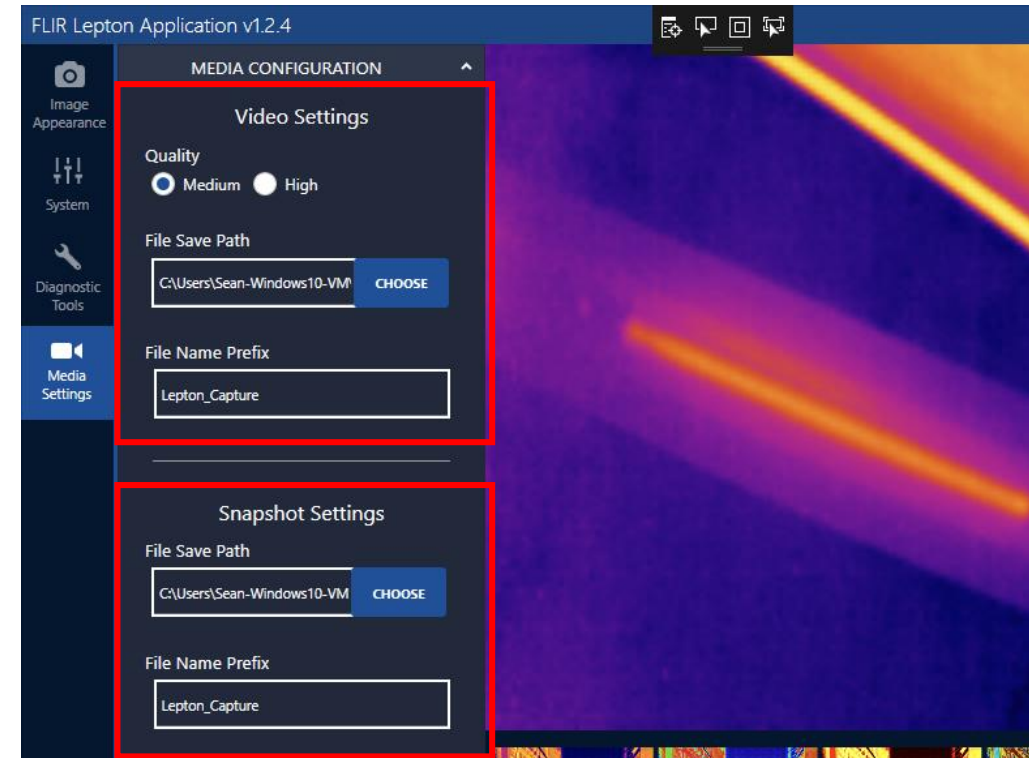 FLIR Lepton Application v1.2.4
Image
Appearance
System
Diagnostic
Tools
Media
Settings
MEDIA CONFIGURATION
Video Settings
Quality
Medium High
File Save Path
C:\Users\Sean-Windows10-VM\ CHOOSE
File Name Prefix
Lepton_Capture
Snapshot Settings
File Save Path
C:\Users\Sean-Windows10-VM CHOOSE
File Name Prefix
Lepton_Capture